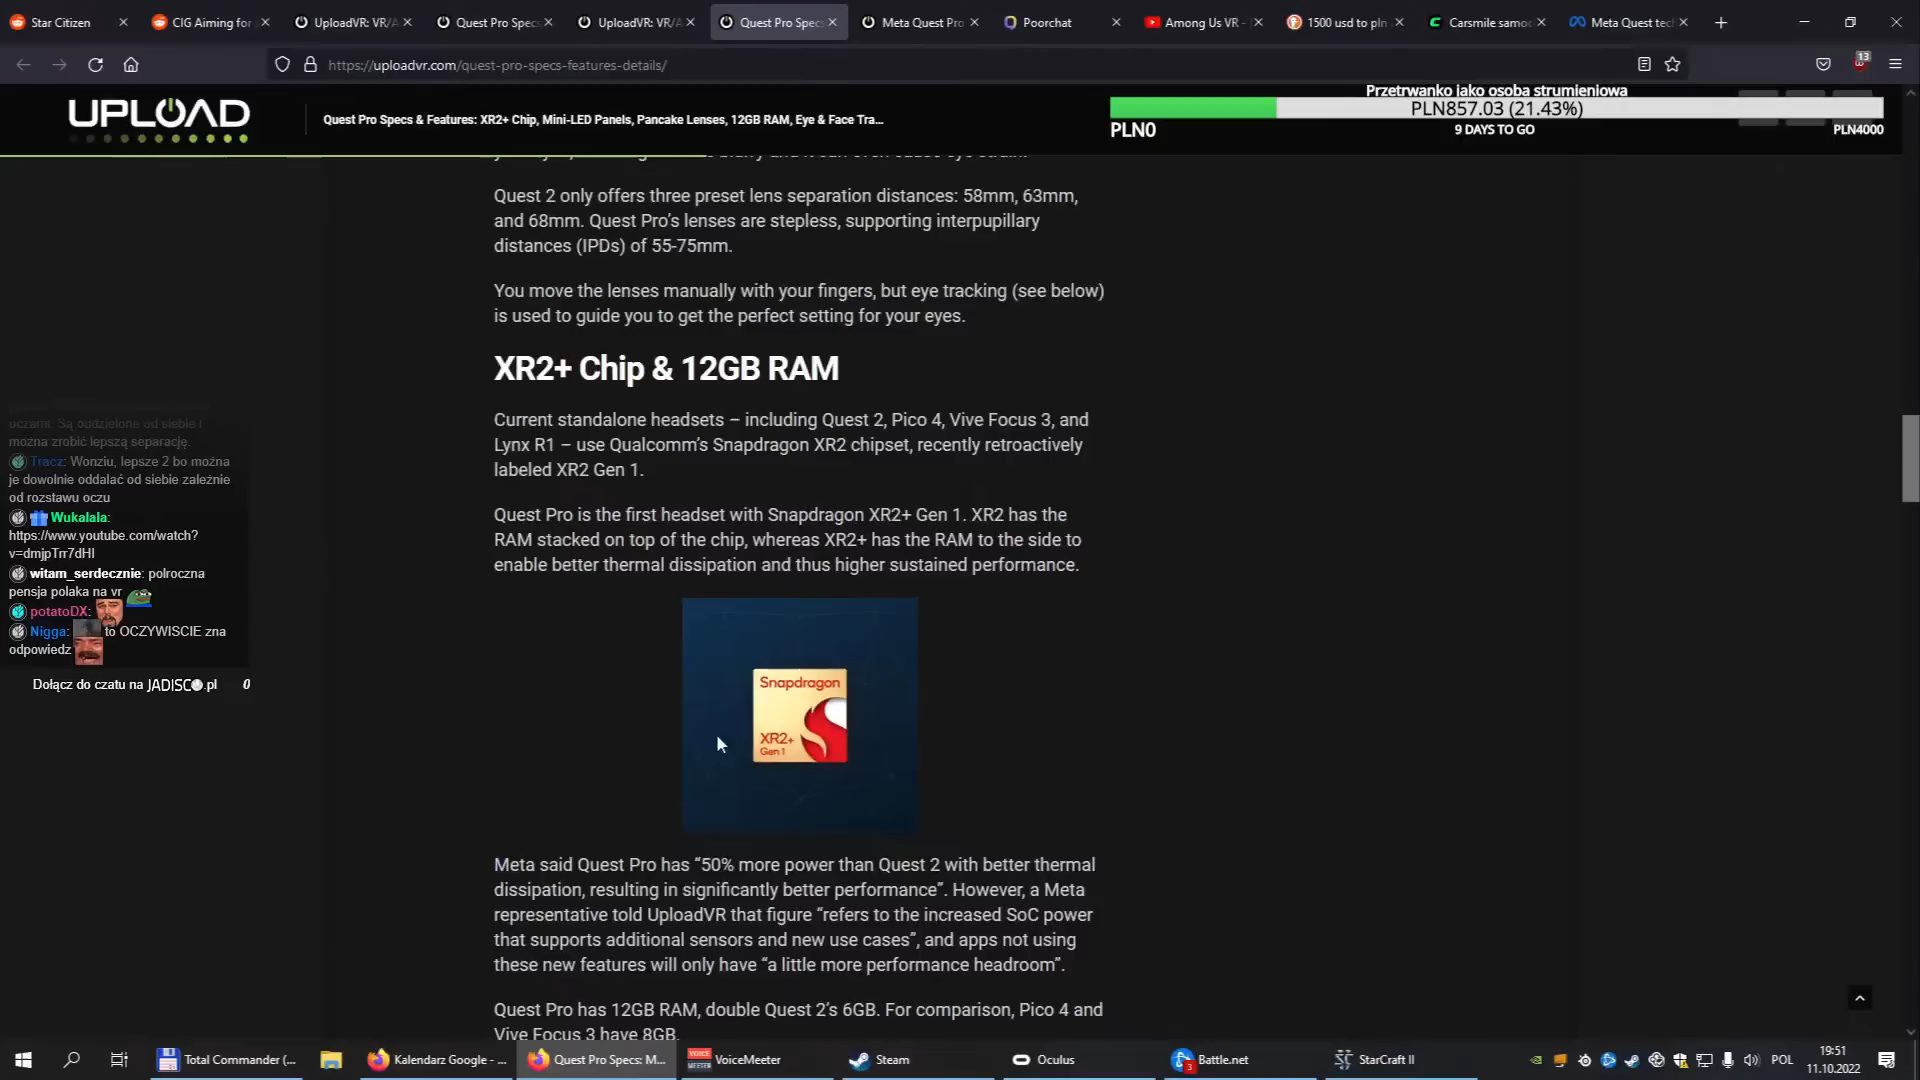 Star Citizen
CIG Aiming for
UploadVR: VR/A
Quest Pro Spec
UploadVR: VR/A
Quest Pro Specs
Meta Quest Pro
Poorchat
Among Us VR -
1500 usd to pln
Carsmile samoc
Meta Quest tec
https://uploadvr.com/quest-pro-specs-features-details/
13
UPLOAD
Quest Pro Specs & Features: XR2+ Chip, Mini-LED Panels, Pancake Lenses, 12GB RAM, Eye & Face Tra...
Przetrwanko jako osoba strumieniowa
PLN857.03 (21.43%)
PLN0
9 DAYS TO GO
PLN4000
Quest 2 only offers three preset lens separation distances: 58mm, 63mm,
and 68mm. Quest Pro's lenses are stepless, supporting interpupillary
distances (IPDs) of 55-75mm.
You move the lenses manually with your fingers, but eye tracking (see below)
is used to guide you to get the perfect setting for your eyes.
XR2+ Chip & 12GB RAM
Current standalone headsets – including Quest 2, Pico 4, Vive Focus 3, and
Lynx R1 – use Qualcomm's Snapdragon XR2 chipset, recently retroactively
labeled XR2 Gen 1.
Quest Pro is the first headset with Snapdragon XR2+ Gen 1. XR2 has the
RAM stacked on top of the chip, whereas XR2+ has the RAM to the side to
enable better thermal dissipation and thus higher sustained performance.
Snapdragon
XR2+
Gen 1
Meta said Quest Pro has “50% more power than Quest 2 with better thermal
dissipation, resulting in significantly better performance”. However, a Meta
representative told UploadVR that figure “refers to the increased SoC power
that supports additional sensors and new use cases”, and apps not using
these new features will only have “a little more performance headroom”.
Quest Pro has 12GB RAM, double Quest 2's 6GB. For comparison, Pico 4 and
Vive Focus 3 have 8GB.
oczami. Są oddzielone od siebie i
można zrobić lepszą separację.
Tracz: Wonziu, lepsze 2 bo można
je dowolnie oddalać od siebie zależnie
od rozstawu oczu
Wukalala:
https://www.youtube.com/watch?
v=dmjpTrr7dHI
witam_serdecznie: polroczna
pensja polaka na vr
potatoDX:
Nigga: to OCZYWISCIE zna
odpowiedz
Dołącz do czatu na JADISCO.pl 0
Total Commander (...
Kalendarz Google - ...
Quest Pro Specs: M...
VOICE
MEETER
VoiceMeeter
Steam
Oculus
3
Battle.net
StarCraft II
POL
19:51
11.10.2022